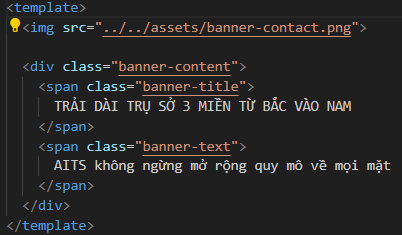 <template>
<img src="../../assets/banner-contact.png">
<div class="banner-content">
<span class="banner-title">
TRẢI DÀI TRỤ SỞ 3 MIỀN TỪ BẮC VÀO NAM
</span>
<span class="banner-text">
AITS không ngừng mở rộng quy mô về mọi mặt
</span>
</div>
</template>